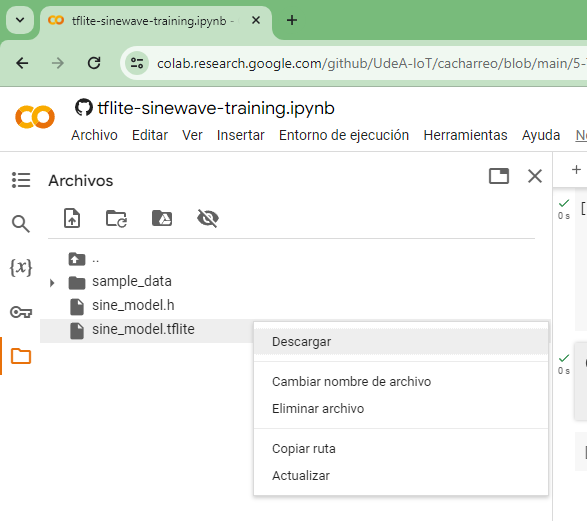 tflite-sinewave-training.ipynb -
colab.research.google.com/github/UdeA-IoT/cacharreo/blob/main/5-
tflite-sinewave-training.ipynb
Archivo Editar Ver Insertar Entorno de ejecución Herramientas Ayuda
Archivos
..
sample_data
sine_model.h
sine_model.tflite
Descargar
Cambiar nombre de archivo
Eliminar archivo
Copiar ruta
Actualizar
0 s
0 s